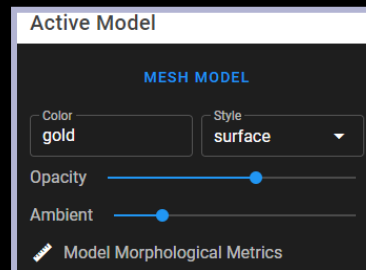 Active Model
MESH MODEL
Color Style
gold surface
Opacity
Ambient
Model Morphological Metrics